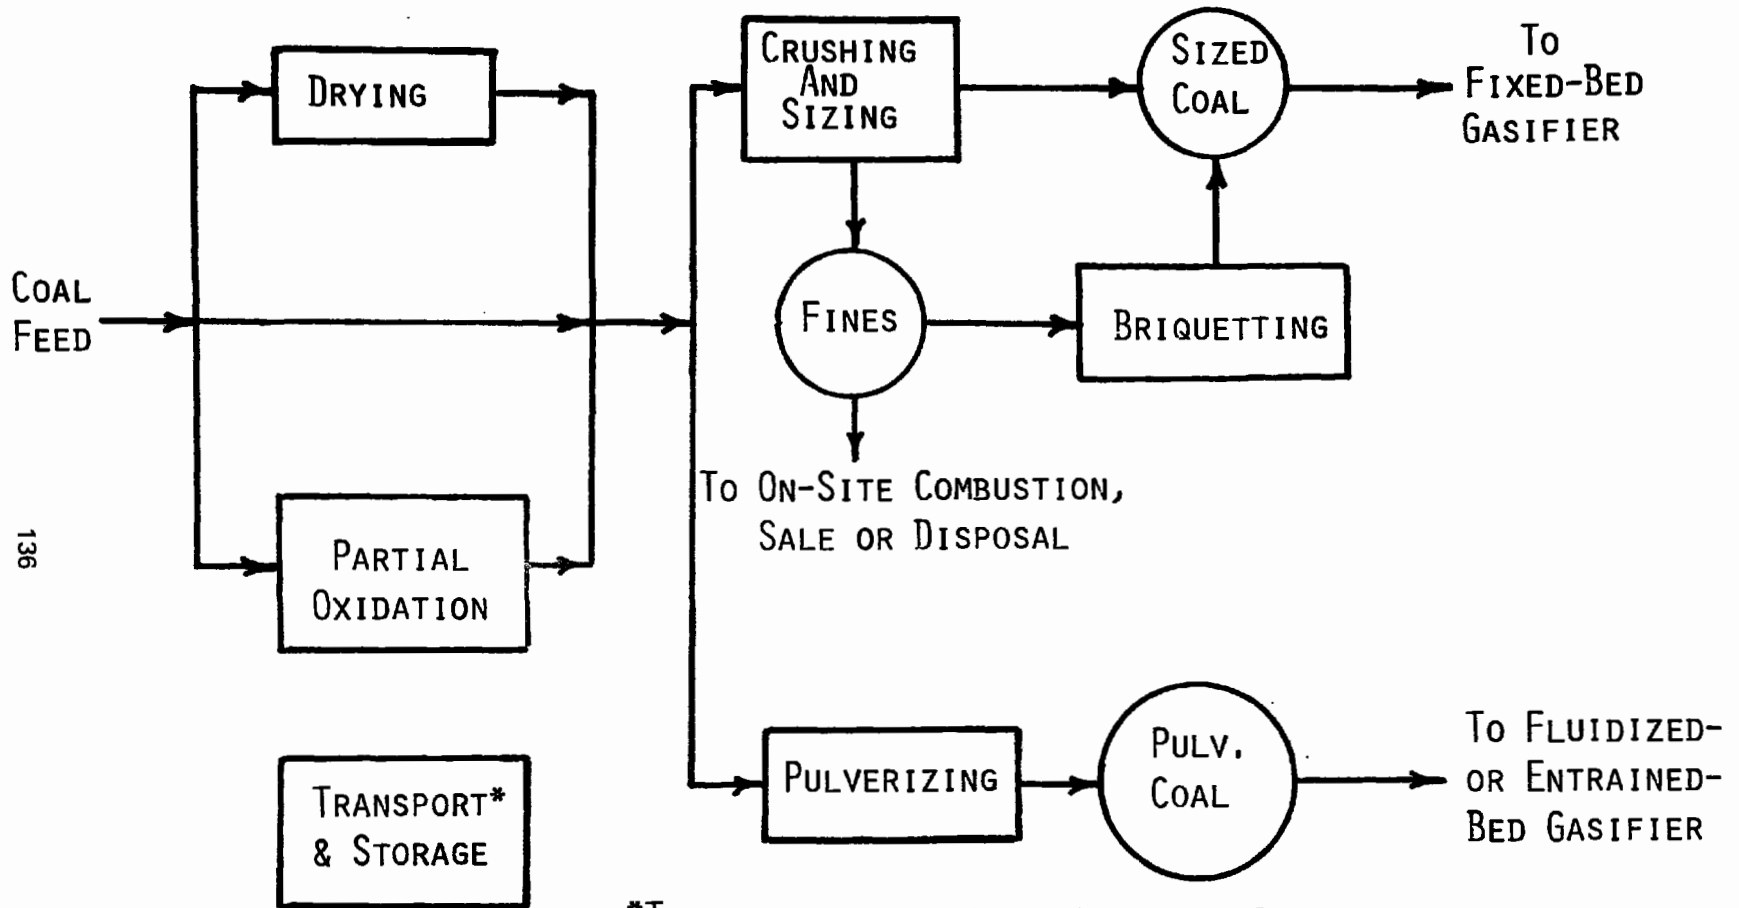 DRYING
CRUSHING
AND
SIZING
SIZED
COAL
TO
FIXED-BED
GASIFIER
COAL
FEED
FINES
BRIQUETTING
TO ON-SITE COMBUSTION,
SALE OR DISPOSAL
136
PARTIAL
OXIDATION
PULVERIZING
PULV.
COAL
TO FLUIDIZED-
OR ENTRAINED-
BED GASIFIER
TRANSPORT*
& STORAGE